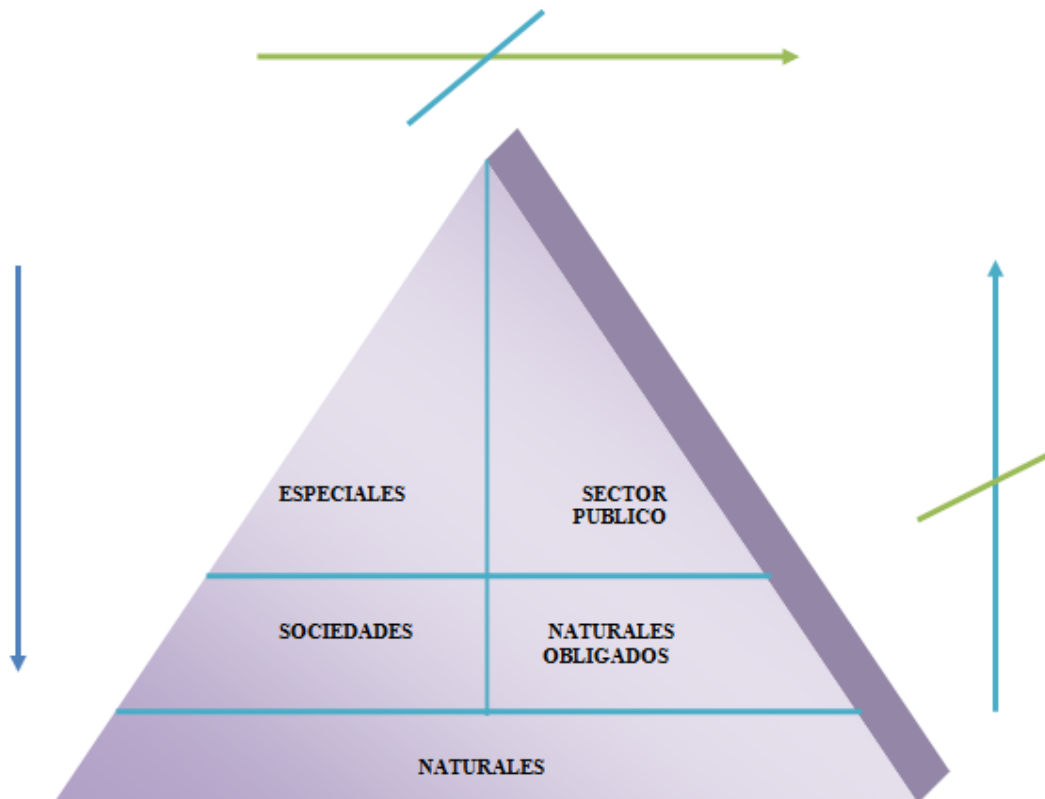 ESPECIALES
SECTOR
PUBLICO
SOCIEDADES
NATURALES
OBLIGADOS
NATURALES